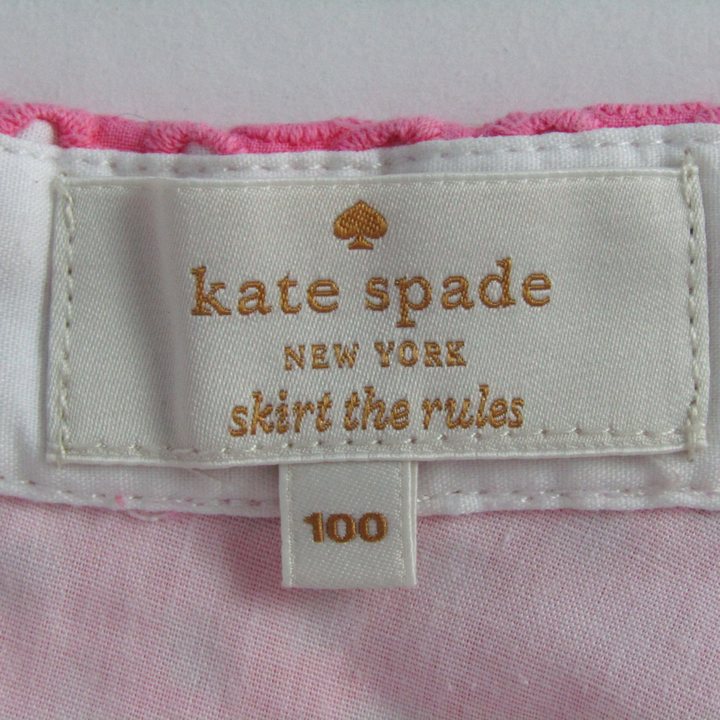 kate spade
NEW YORK
skirt the rules
100